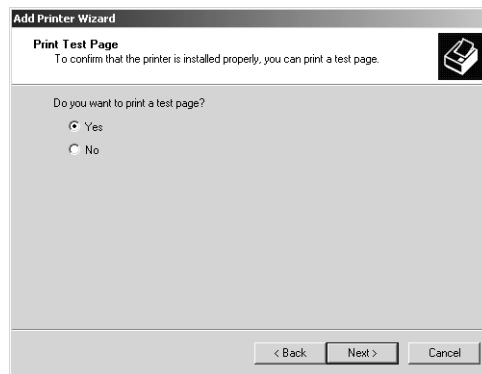 Add Printer Wizard
Print Test Page
To confirm that the printer is installed properly, you can print a test page.
Do you want to print a test page?
Yes
No
< Back Next > Cancel